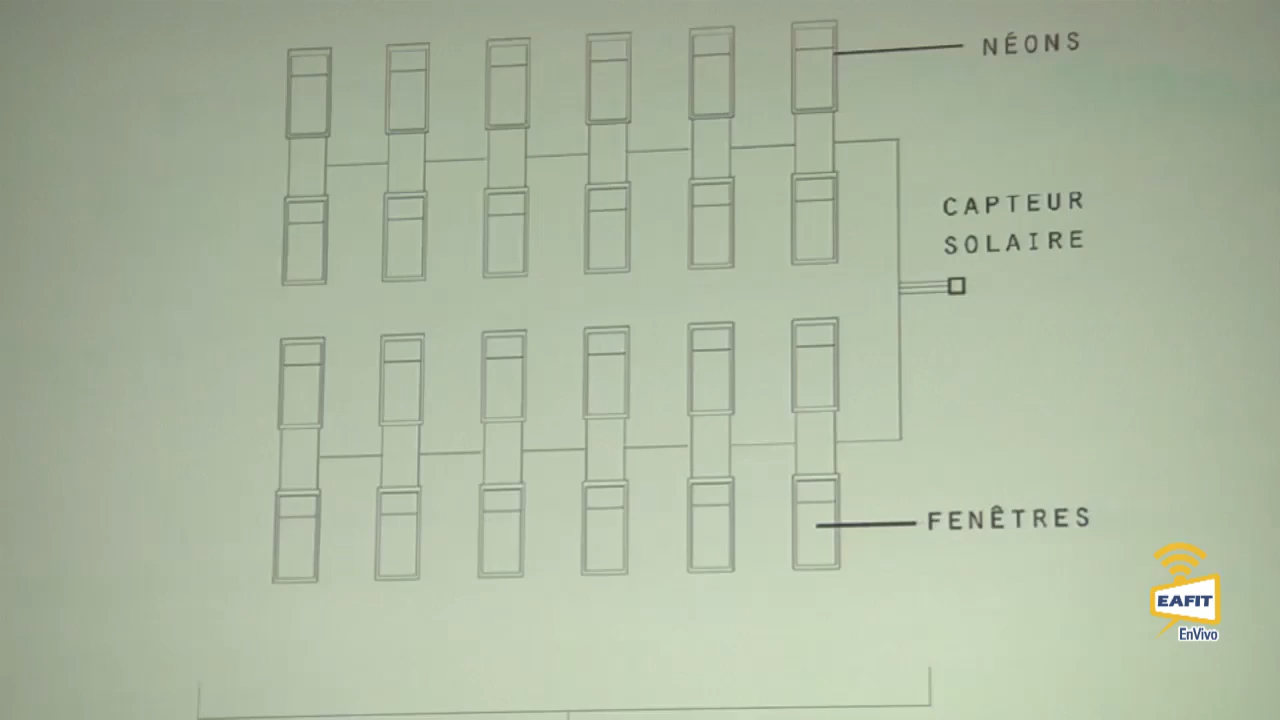 NÉONS
CAPTEUR
SOLAIRE
FENÊTRES
EAFIT
EnVivo